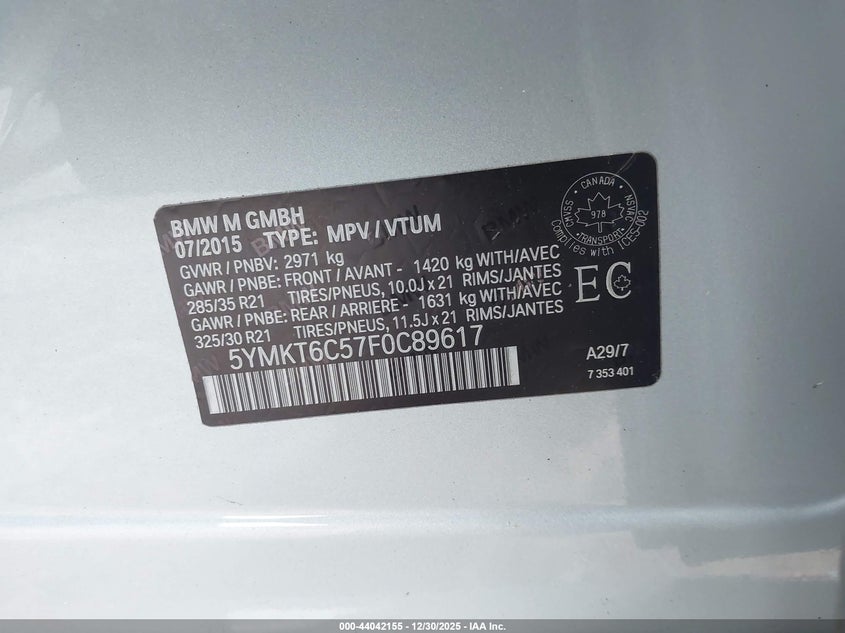 BMW M GMBH
07/2015 TYPE: MPV / VTUM
GVWR / PNBV: 2971 kg
GAWR / PNBE: FRONT / AVANT - 1420 kg WITH/AVEC
285/35 R21 TIRES/PNEUS, 10.0J x 21 RIMS/JANTES
GAWR / PNBE: REAR / ARRIERE - 1631 kg WITH/AVEC
325/30 R21 TIRES/PNEUS, 11.5J x 21 RIMS/JANTES
5YMKT6C57F0C89617
CANADA
CMVSS
NSVAC
978
TRANSPORT
Complies with ICES-002
EC
A29/7
7 353 401
000-44042155 - 12/30/2025 - IAA Inc.